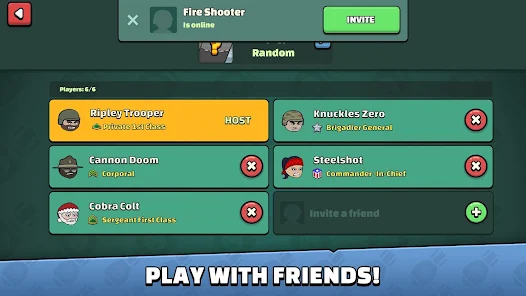 Fire Shooter
Is online
INVITE
Random
Players: 6/6
Ripley Trooper
Private 1st Class
HOST
Knuckles Zero
Brigadier General
Cannon Doom
Corporal
Steelshot
Commander-In-Chief
Cobra Colt
Sergeant First Class
Invite a friend
PLAY WITH FRIENDS!